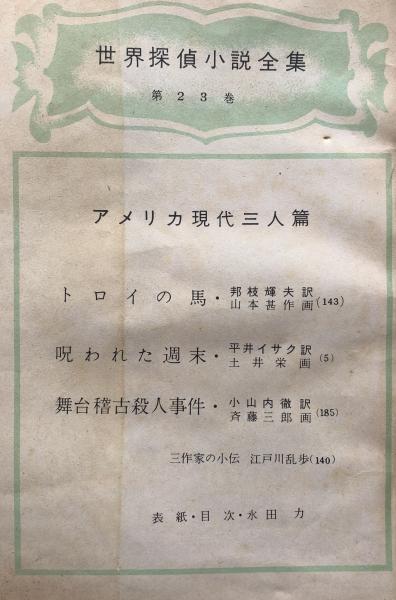 世界探偵小説全集
第23巻
アメリカ現代三人篇
トロイの馬・邦枝輝夫訳
山本甚作画(143)
呪われた週末・平井イサク訳
土井栄画(5)
舞台稽古殺人事件・小山内徹訳
斉藤三郎画(185)
三作家の小伝 江戸川乱歩(140)
表紙・目次・水田力